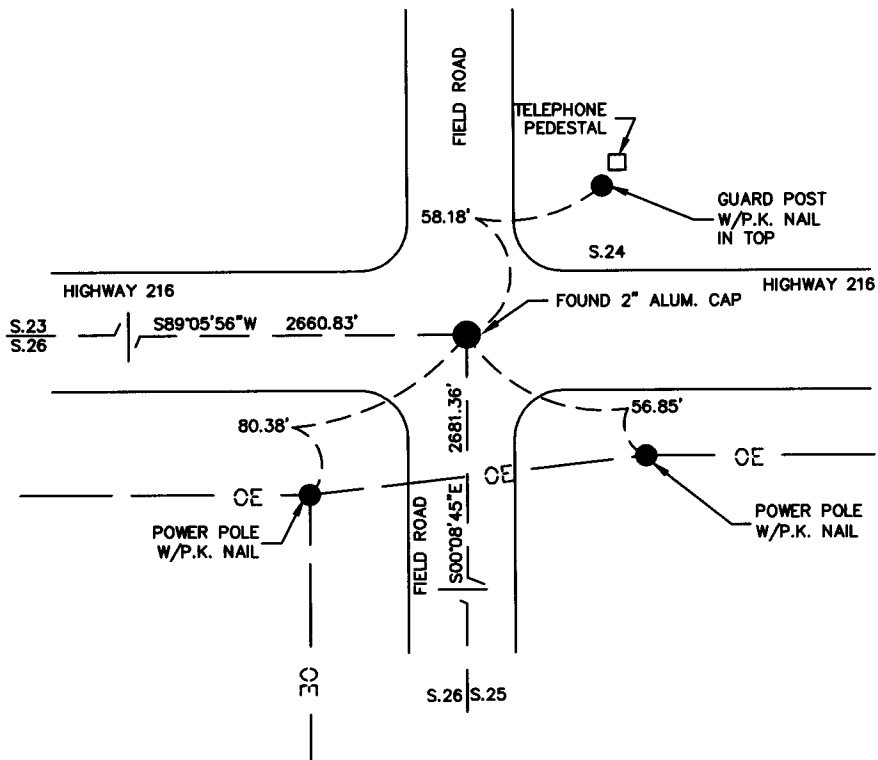 FIELD ROAD
TELEPHONE
PEDESTAL
GUARD POST
W/P.K. NAIL
IN TOP
58.18'
S.24
HIGHWAY 216
HIGHWAY 216
FOUND 2" ALUM. CAP
S.23
S.26
S89°05'56"W 2660.83'
80.38'
56.85'
2681.36'
S00°08'45"E
FIELD ROAD
OE
OE
OE
POWER POLE
W/P.K. NAIL
POWER POLE
W/P.K. NAIL
OE
S.26
S.25